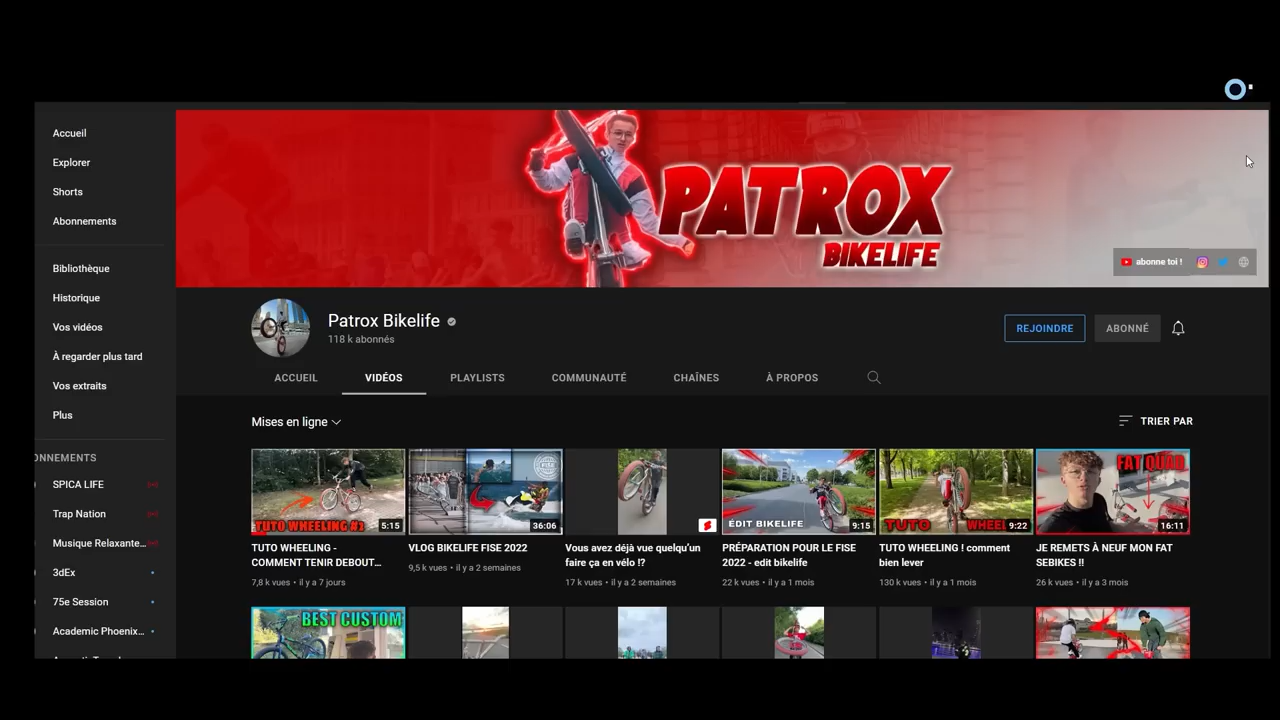 Accueil
Explorer
Shorts
Abonnements
Bibliothèque
Historique
Vos vidéos
À regarder plus tard
Vos extraits
Plus
ONNEMENTS
SPICA LIFE
Trap Nation
Musique Relaxante...
3dEx
75e Session
Academic Phoenix...
PATROX
BIKELIFE
abonne toi !
Patrox Bikelife
118 k abonnés
REJOINDRE
ABONNÉ
ACCUEIL
VIDÉOS
PLAYLISTS
COMMUNAUTÉ
CHAÎNES
À PROPOS
Mises en ligne
TRIER PAR
TUTO WHEELING #1
5:15
TUTO WHEELING -
COMMENT TENIR DEBOUT...
7,8 k vues • il y a 7 jours
FISE
36:06
VLOG BIKELIFE FISE 2022
9,5 k vues • il y a 2 semaines
Vous avez déjà vue quelqu'un
faire ça en vélo !?
17 k vues • il y a 2 semaines
ÉDIT BIKELIFE
9:15
PRÉPARATION POUR LE FISE
2022 - edit bikelife
22 k vues • il y a 1 mois
TUTO WHEEL
9:22
TUTO WHEELING ! comment
bien lever
130 k vues • il y a 1 mois
FAT QUAD
16:11
JE REMETS À NEUF MON FAT
SEBIKES !!
26 k vues • il y a 3 mois
BEST CUSTOM